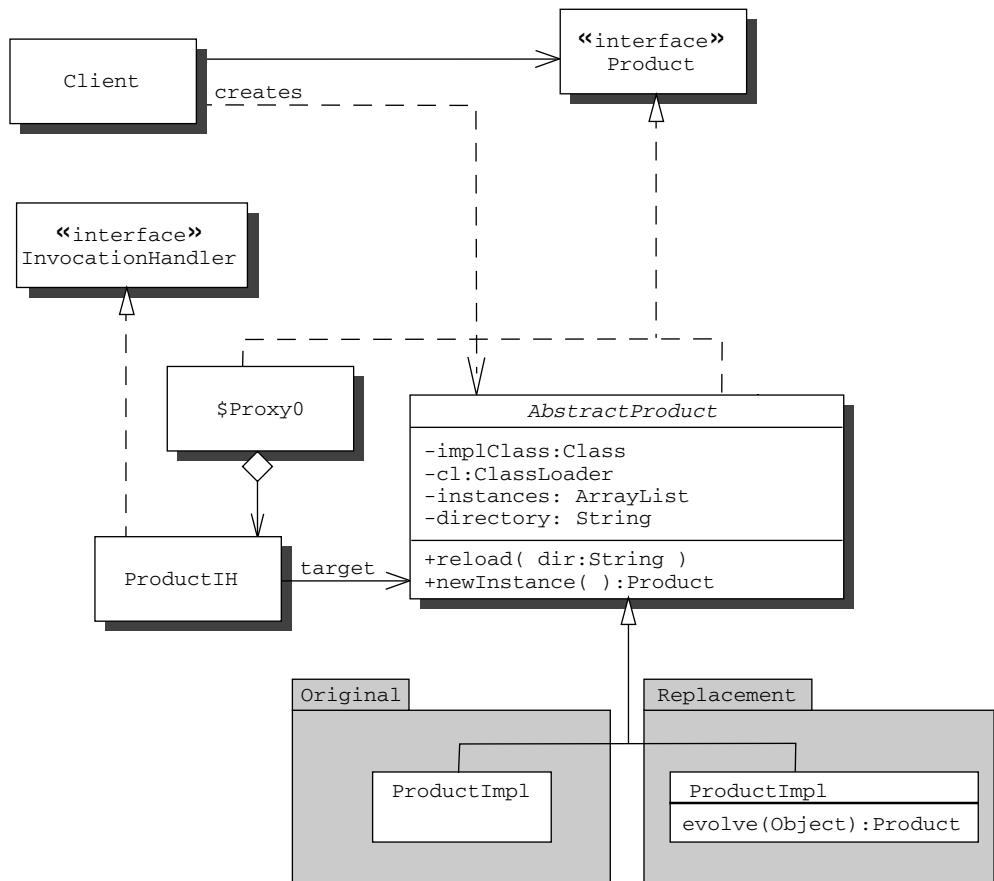 «interface»
Product
Client
creates
«interface»
InvocationHandler
$Proxy0
AbstractProduct
-implClass:Class
-cl:ClassLoader
-instances: ArrayList
-directory: String
+reload( dir:String )
+newInstance( ):Product
ProductIH
target
Original
Replacement
ProductImpl
ProductImpl
evolve(Object):Product